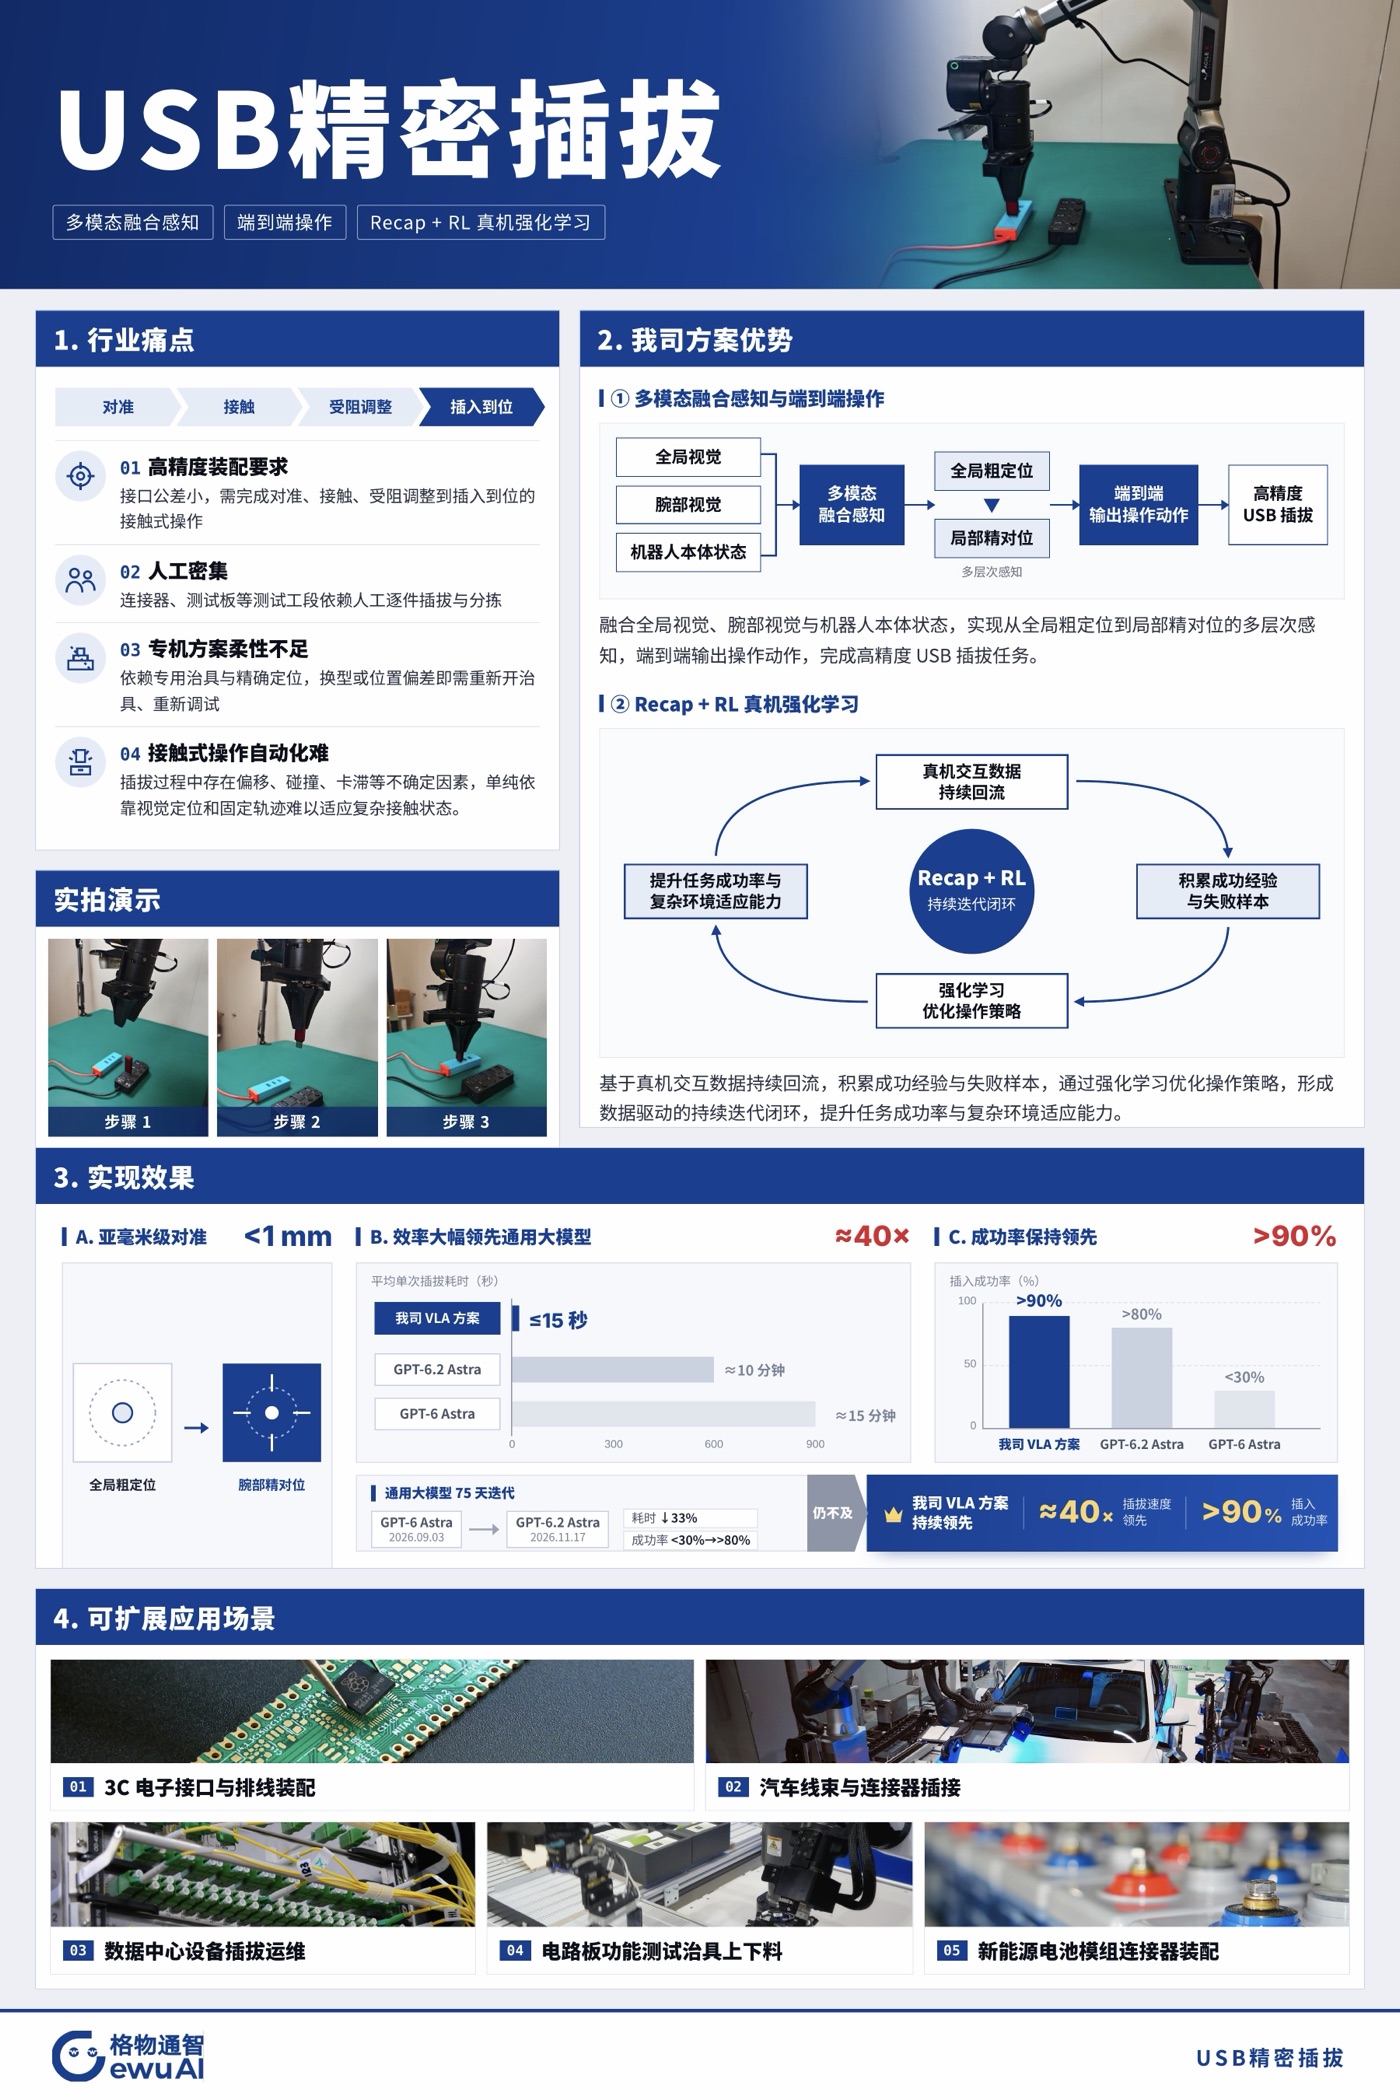 USB精密插拔
多模态融合感知
端到端操作
Recap + RL 真机强化学习
1. 行业痛点
对准
接触
受阻调整
插入到位
01 高精度装配要求
接口公差小，需完成对准、接触、受阻调整到插入到位的
接触式操作
02 人工密集
连接器、测试板等测试工段依赖人工逐件插拔与分拣
03 专机方案柔性不足
依赖专用治具与精确定位，换型或位置偏差即需重新开治
具、重新调试
04 接触式操作自动化难
插拔过程中存在偏移、碰撞、卡滞等不确定因素，单纯依
靠视觉定位和固定轨迹难以适应复杂接触状态。
实拍演示
步骤 1
步骤 2
步骤 3
2. 我司方案优势
① 多模态融合感知与端到端操作
全局视觉
腕部视觉
机器人本体状态
多模态
融合感知
全局粗定位
局部精对位
多层次感知
端到端
输出操作动作
高精度
USB 插拔
融合全局视觉、腕部视觉与机器人本体状态，实现从全局粗定位到局部精对位的多层次感
知，端到端输出操作动作，完成高精度 USB 插拔任务。
② Recap + RL 真机强化学习
真机交互数据
持续回流
提升任务成功率与
复杂环境适应能力
Recap + RL
持续迭代闭环
积累成功经验
与失败样本
强化学习
优化操作策略
基于真机交互数据持续回流，积累成功经验与失败样本，通过强化学习优化操作策略，形成
数据驱动的持续迭代闭环，提升任务成功率与复杂环境适应能力。
3. 实现效果
A. 亚毫米级对准 <1 mm
全局粗定位
腕部精对位
B. 效率大幅领先通用大模型 ≈40×
平均单次插拔耗时（秒）
我司 VLA 方案 ≤15 秒
GPT-6.2 Astra ≈10 分钟
GPT-6 Astra ≈15 分钟
0 300 600 900
C. 成功率保持领先 >90%
插入成功率（%）
100
50
0
>90%
>80%
<30%
我司 VLA 方案 GPT-6.2 Astra GPT-6 Astra
通用大模型 75 天迭代
GPT-6 Astra
2026.09.03
GPT-6.2 Astra
2026.11.17
耗时 ↓33%
成功率 <30%→>80%
仍不及
我司 VLA 方案
持续领先
≈40×
插拔速度
领先
>90%
插入
成功率
4. 可扩展应用场景
01 3C 电子接口与排线装配
02 汽车线束与连接器插接
03 数据中心设备插拔运维
04 电路板功能测试治具上下料
05 新能源电池模组连接器装配
格物通智
ewuAI
USB精密插拔